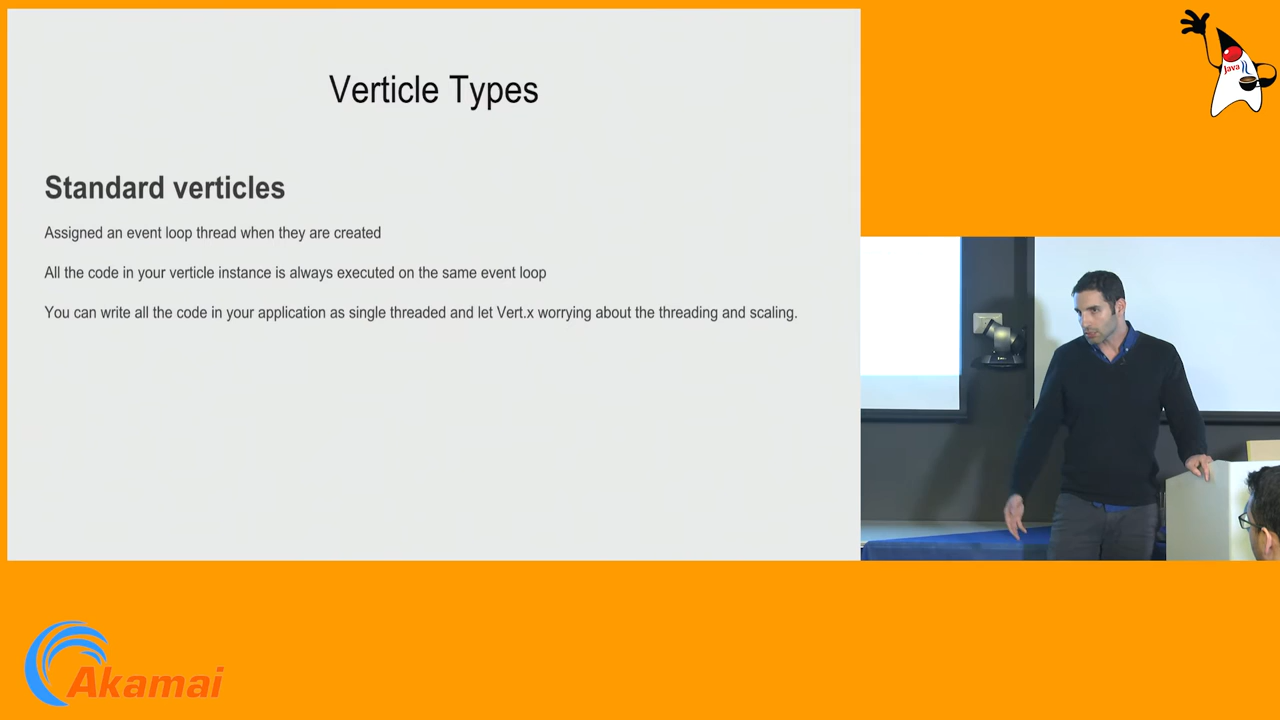 Verticle Types
Standard verticles
Assigned an event loop thread when they are created
All the code in your verticle instance is always executed on the same event loop
You can write all the code in your application as single threaded and let Vert.x worrying about the threading and scaling.
Java
Akamai